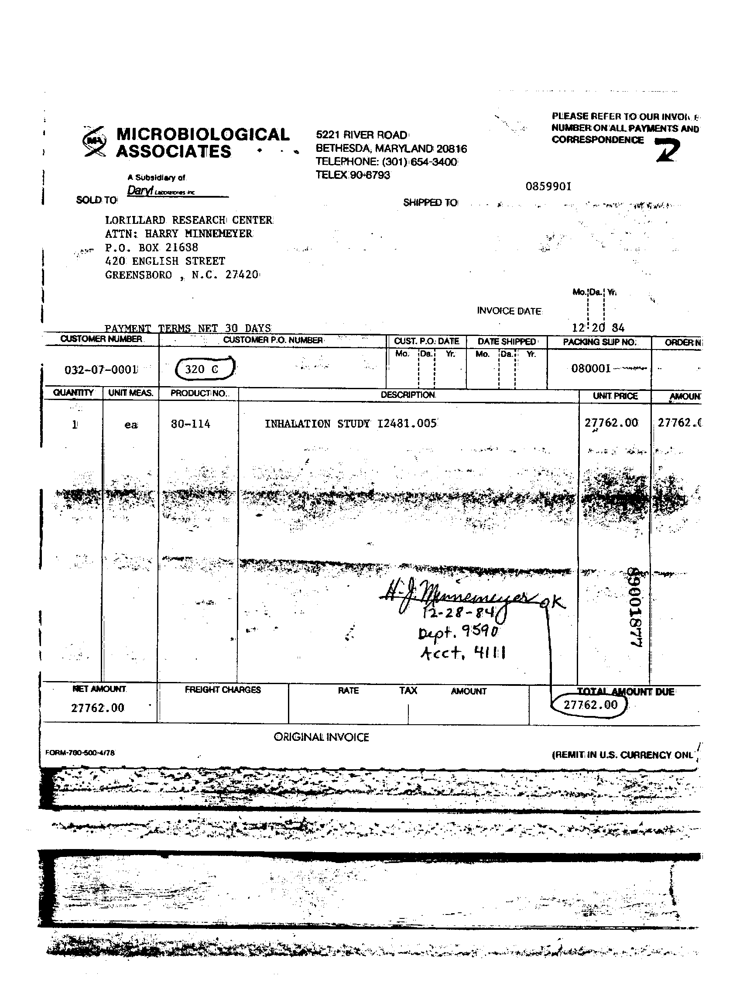 PLEASE REFER TO OUR
NUMBER ON ALL PAYMENTS AND
CORRESPONDENCE
2
MICROBIOLOGICAL
ASSOCIATES
5221 RIVER ROAD
BETHESDA, MARYLAND 20816
TELEPHONE: (301) 654-3400
TELEX 90-6793
A Subsidiary of
Daryl LABORATORIES INC
0859901
SOLD TO SHIPPED TO
LORILLARD RESEARCH CENTER
ATTN: HARRY MINNEMEYER
P.O. BOX 21688
420 ENGLISH STREET
GREENSBORO , N.C. 27420
Mo. Da. Yr.
INVOICE DATE
PAYMENT TERMS NET 30 DAYS 12 20 84
CUSTOMER NUMBER CUSTOMER P.O. NUMBER CUST. P.O. DATE DATE SHIPPED PACKING SLIP NO. ORDER N
Mo. Da. Yr. Mo. Da. Yr.
032-07-0001 320 C 080001
QUANTITY UNIT MEAS. PRODUCT NO. DESCRIPTION UNIT PRICE AMOUN
1 ea 80-114 INHALATION STUDY I2481.005 27762.00 27762.0
H. J. Minnemeyer OK
12-28-84
Dept. 9590
Acct, 4111
89001877
NET AMOUNT FREIGHT CHARGES RATE TAX AMOUNT TOTAL AMOUNT DUE
27762.00 27762.00
ORIGINAL INVOICE
FORM-700-500-4/78 (REMIT IN U.S. CURRENCY ONL